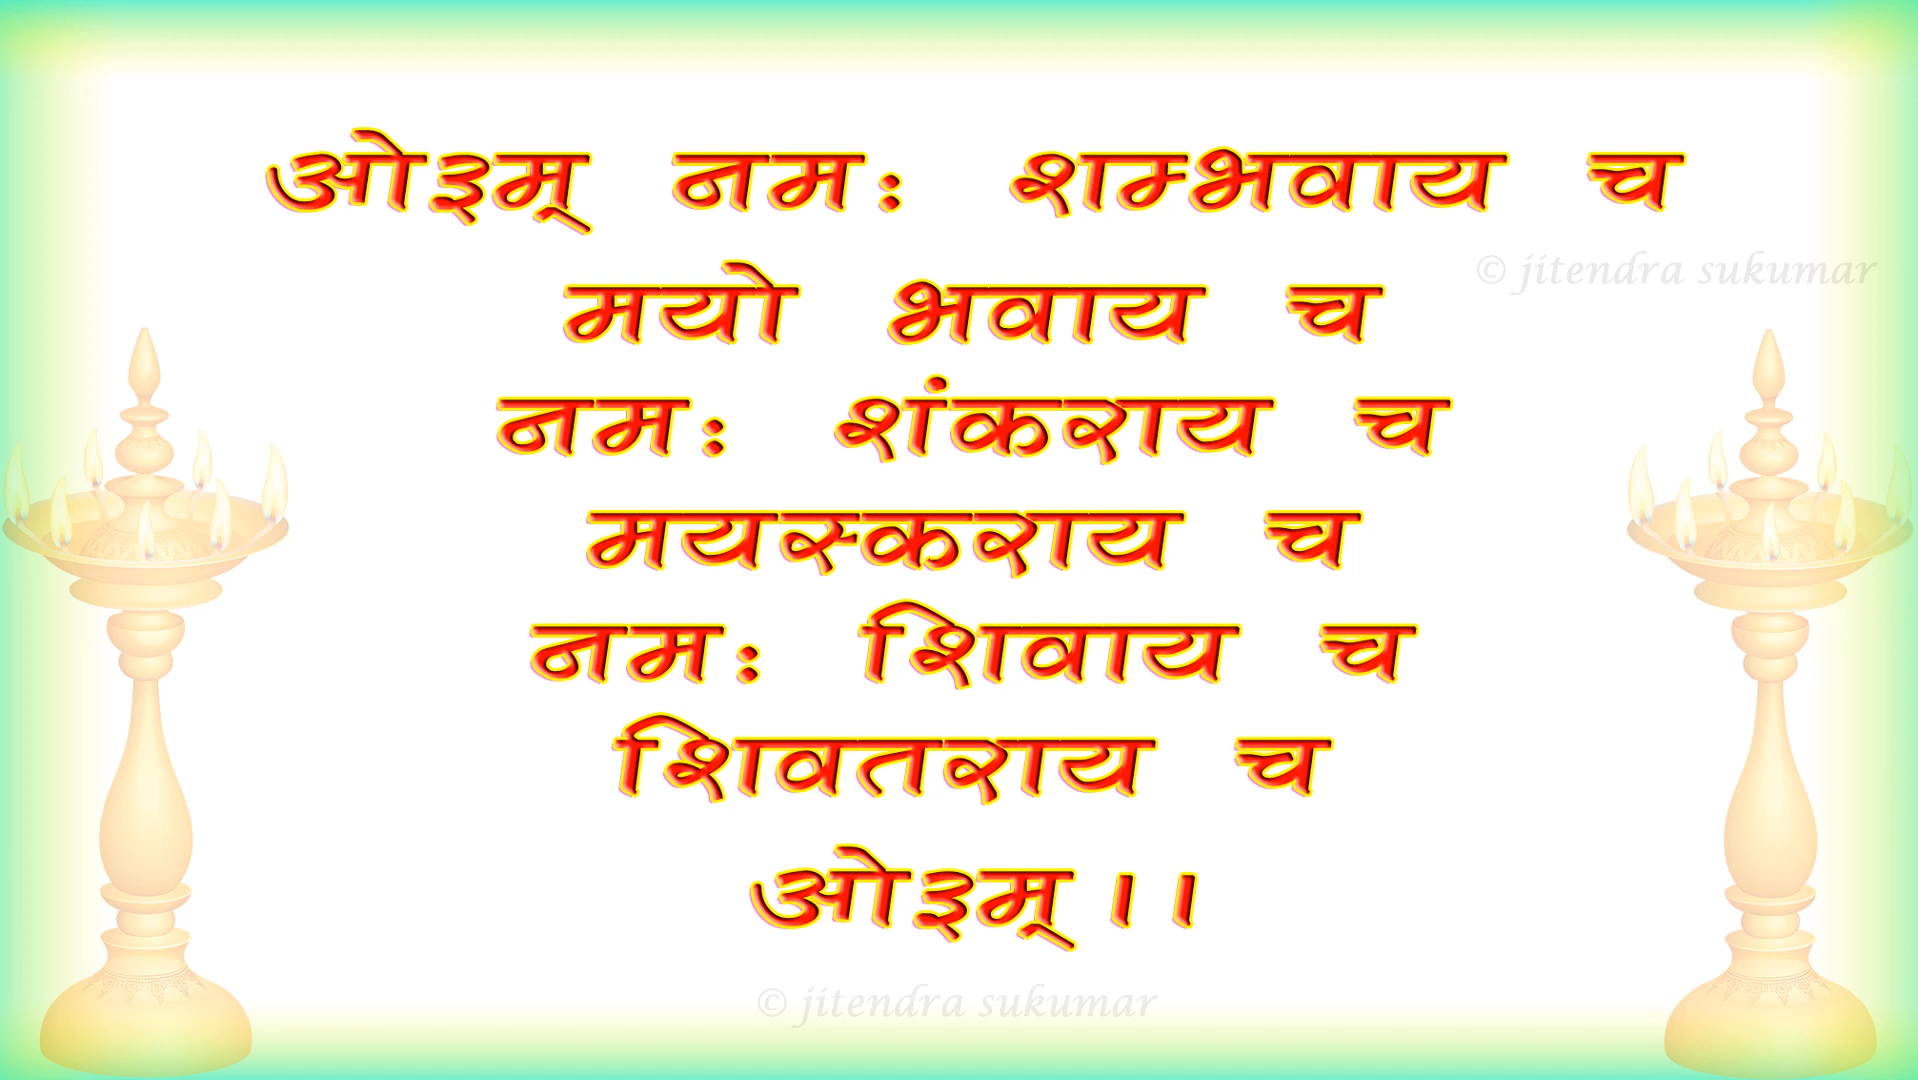 ओ३म् नमः शम्भवाय च
© jitendra sukumar
मयो भवाय च
नमः शंकराय च
मयस्कराय च
नमः शिवाय च
शिवतराय च
ओ३म् ।।
© jitendra sukumar